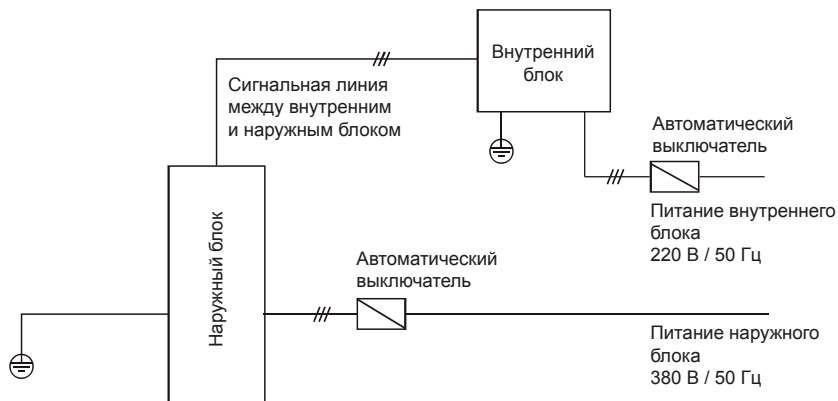 Внутренний
блок
Сигнальная линия
между внутренним
и наружным блоком
Автоматический
выключатель
Питание внутреннего
блока
220 В / 50 Гц
Наружный блок
Автоматический
выключатель
Питание наружного
блока
380 В / 50 Гц